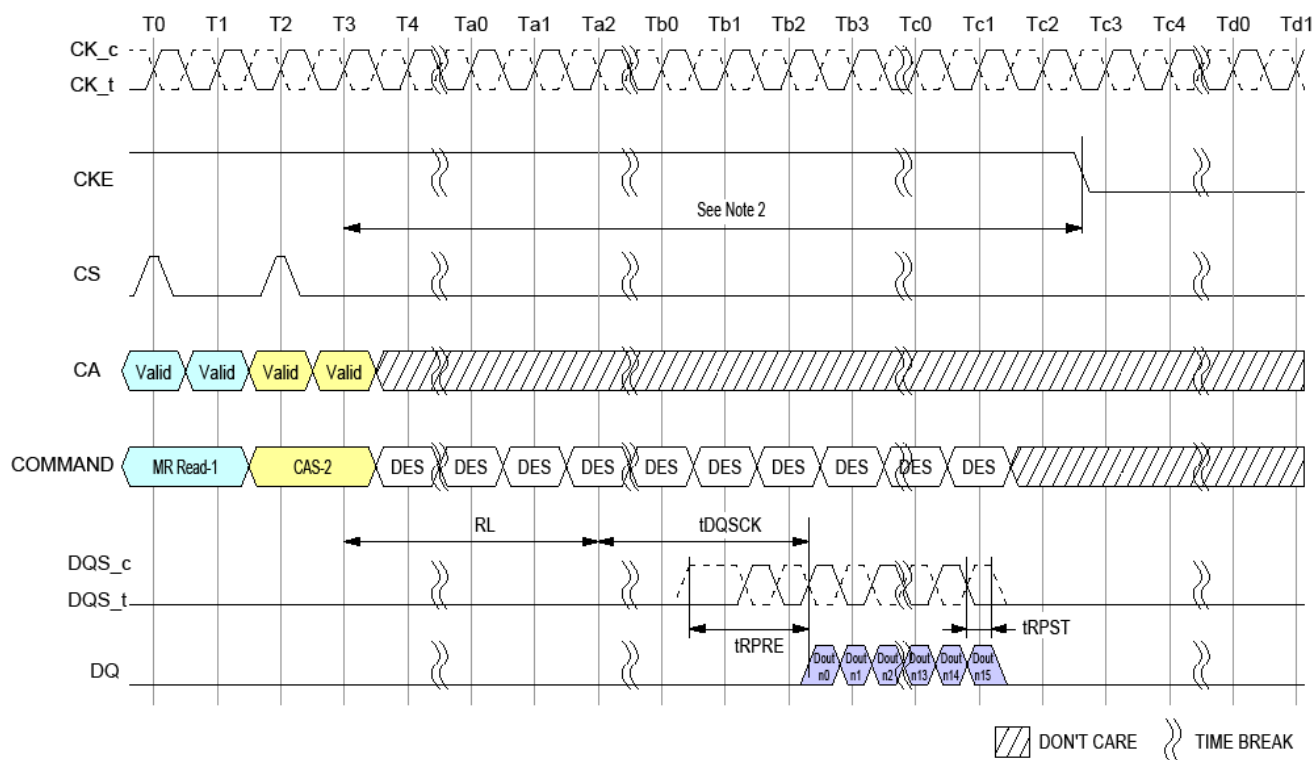 T0 T1 T2 T3 T4 Ta0 Ta1 Ta2 Tb0 Tb1 Tb2 Tb3 Tc0 Tc1 Tc2 Tc3 Tc4 Td0 Td1
CK_c
CK_t
CKE
See Note 2
CS
CA Valid Valid Valid Valid
COMMAND MR Read-1 CAS-2 DES DES DES DES DES DES DES DES DES DES
RL tDQSCK
DQS_c
DQS_t
tRPRE tRPST
DQ Dout n0 Dout n1 Dout n2 Dout n13 Dout n14 Dout n15
DON'T CARE TIME BREAK